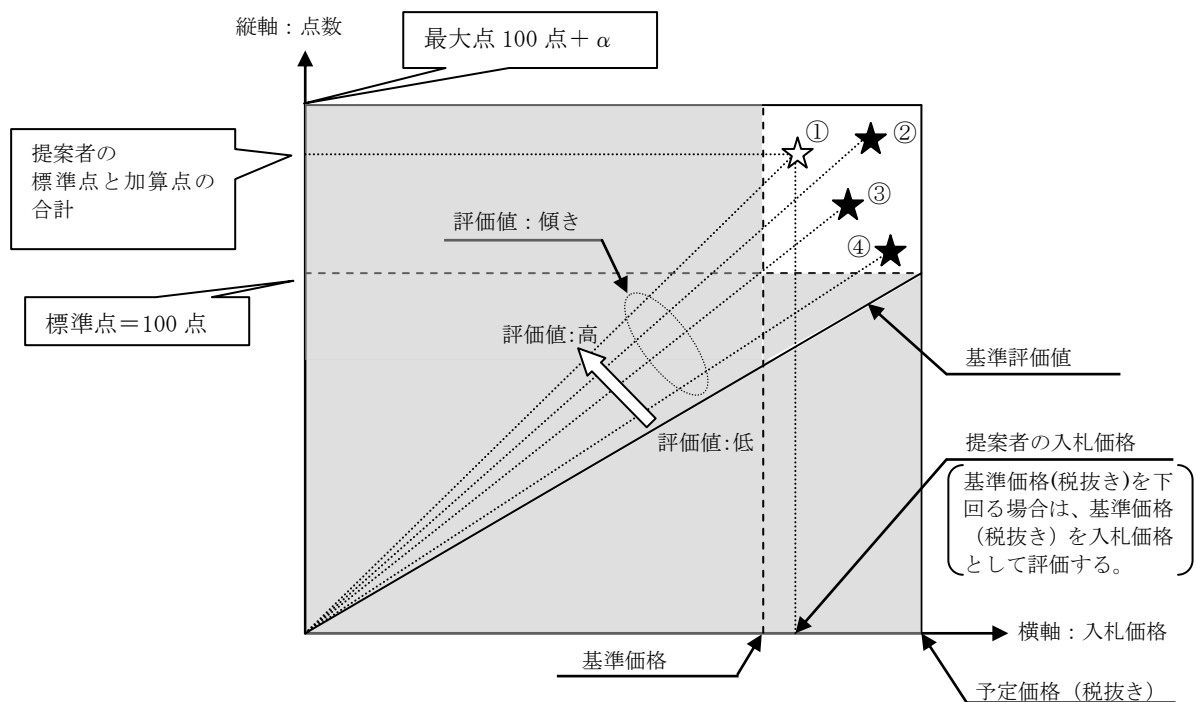 縦軸：点数
最大点 100 点＋α
提案者の
標準点と加算点の
合計
①
②
③
④
評価値：傾き
標準点＝100 点
評価値:高
基準評価値
評価値:低
提案者の入札価格
基準価格(税抜き)を下
回る場合は、基準価格
（税抜き）を入札価格
として評価する。
横軸：入札価格
基準価格
予定価格（税抜き）